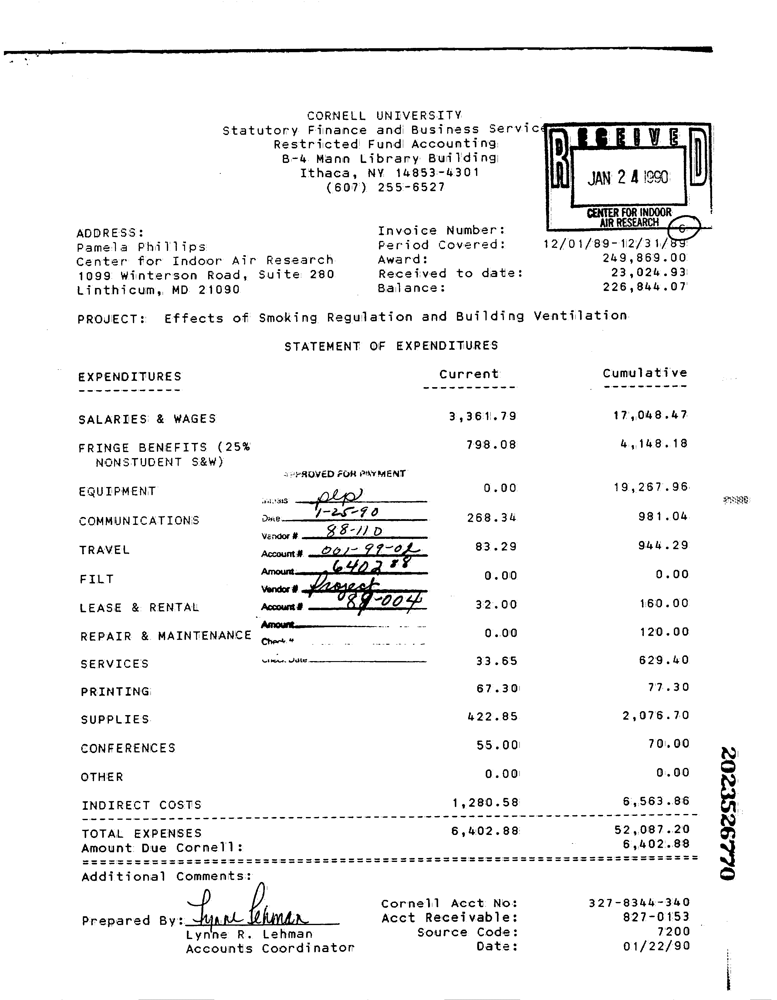 CORNELL UNIVERSITY
Statutory Finance and Business Service
Restricted Fund Accounting
B-4 Mann Library Building
Ithaca, NY 14853-4301
(607) 255-6527
RECEIVED
JAN 24 1990
CENTER FOR INDOOR
AIR RESEARCH
6
ADDRESS:
Pamela Phillips
Center for Indoor Air Research
1099 Winterson Road, Suite 280
Linthicum, MD 21090
Invoice Number:
Period Covered: 12/01/89-12/31/89
Award: 249,869.00
Received to date: 23,024.93
Balance: 226,844.07
PROJECT: Effects of Smoking Regulation and Building Ventilation
STATEMENT OF EXPENDITURES
EXPENDITURES Current Cumulative
SALARIES & WAGES 3,361.79 17,048.47
FRINGE BENEFITS (25% 798.08 4,148.18
NONSTUDENT S&W)
EQUIPMENT 0.00 19,267.96
COMMUNICATIONS 268.34 981.04
TRAVEL 83.29 944.29
FILT 0.00 0.00
LEASE & RENTAL 32.00 160.00
REPAIR & MAINTENANCE 0.00 120.00
SERVICES 33.65 629.40
PRINTING 67.30 77.30
SUPPLIES 422.85 2,076.70
CONFERENCES 55.00 70.00
OTHER 0.00 0.00
INDIRECT COSTS 1,280.58 6,563.86
TOTAL EXPENSES 6,402.88 52,087.20
Amount Due Cornell: 6,402.88
APPROVED FOR PAYMENT
plp
Date 1-25-90
Vendor # 88-110
Account # 001-99-02
Amount 6402 88
Vendor # Project
Account # 89-004
Amount
Check #
Check Date
Additional Comments:
Prepared By: Lynne Lehman
Lynne R. Lehman
Accounts Coordinator
Cornell Acct No: 327-8344-340
Acct Receivable: 827-0153
Source Code: 7200
Date: 01/22/90
2023526770